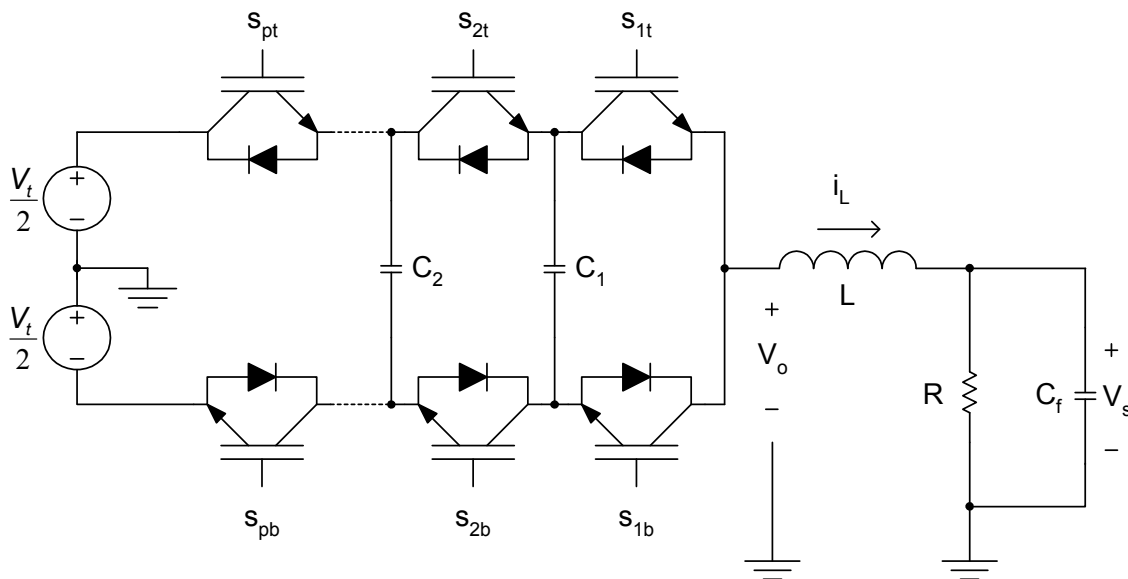 s_pt
s_2t
s_1t
V_t/2
+
−
V_t/2
+
−
C_2
C_1
i_L
L
+
V_o
−
R
C_f
+
V_s
−
s_pb
s_2b
s_1b